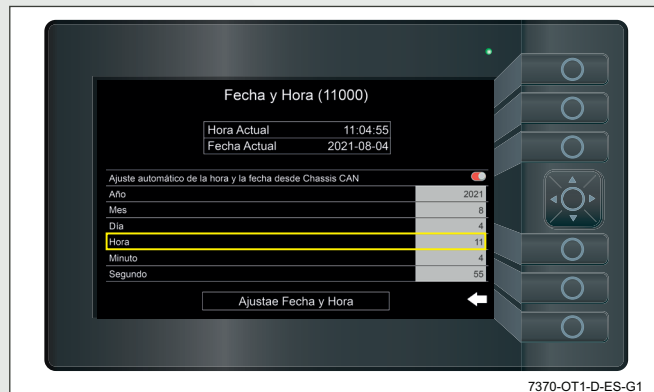 Fecha y Hora (11000)
Hora Actual 11:04:55
Fecha Actual 2021-08-04
Ajuste automático de la hora y la fecha desde Chassis CAN
Año 2021
Mes 8
Día 4
Hora 11
Minuto 4
Segundo 55
Ajustae Fecha y Hora
7370-OT1-D-ES-G1